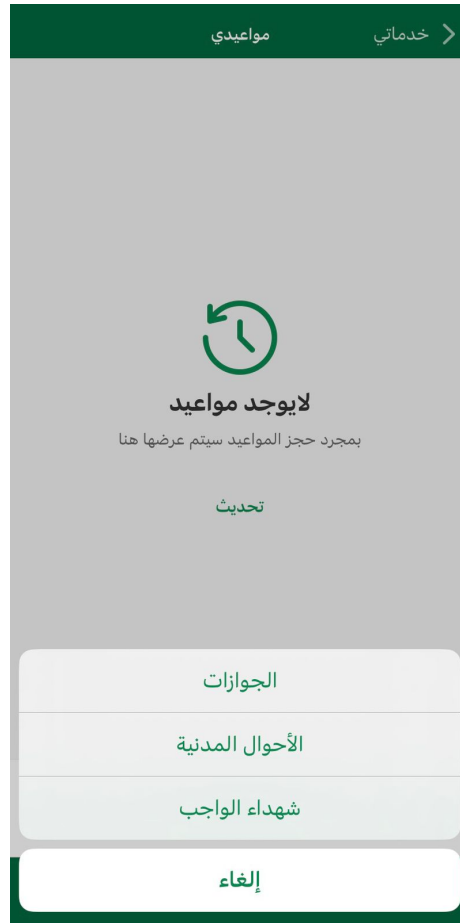 خدماتي
مواعيدي
لايوجد مواعيد
بمجرد حجز المواعيد سيتم عرضها هنا
تحديث
الجوازات
الأحوال المدنية
شهداء الواجب
إلغاء